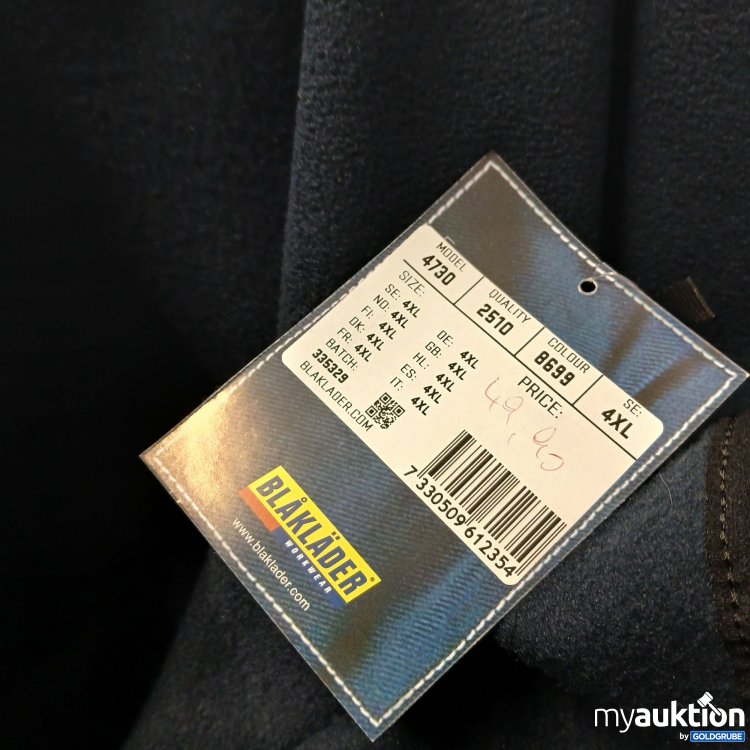 MODEL
4730
QUALITY
2510
COLOUR
8699
SE:
4XL
SIZE:
SE: 4XL
NO: 4XL
FI: 4XL
DK: 4XL
FR: 4XL
BATCH:
335329
BLAKLADER.COM
DE: 4XL
GB: 4XL
HL: 4XL
ES: 4XL
IT: 4XL
PRICE:
49,90
7 330509 612354
BLÅKLÄDER®
WORKWEAR
www.blaklader.com
myauktion
by GOLDGRUBE